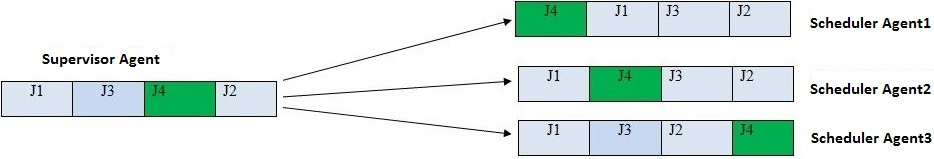 Supervisor Agent
J1 J3 J4 J2
J4 J1 J3 J2 Scheduler Agent1
J1 J4 J3 J2 Scheduler Agent2
J1 J3 J2 J4 Scheduler Agent3